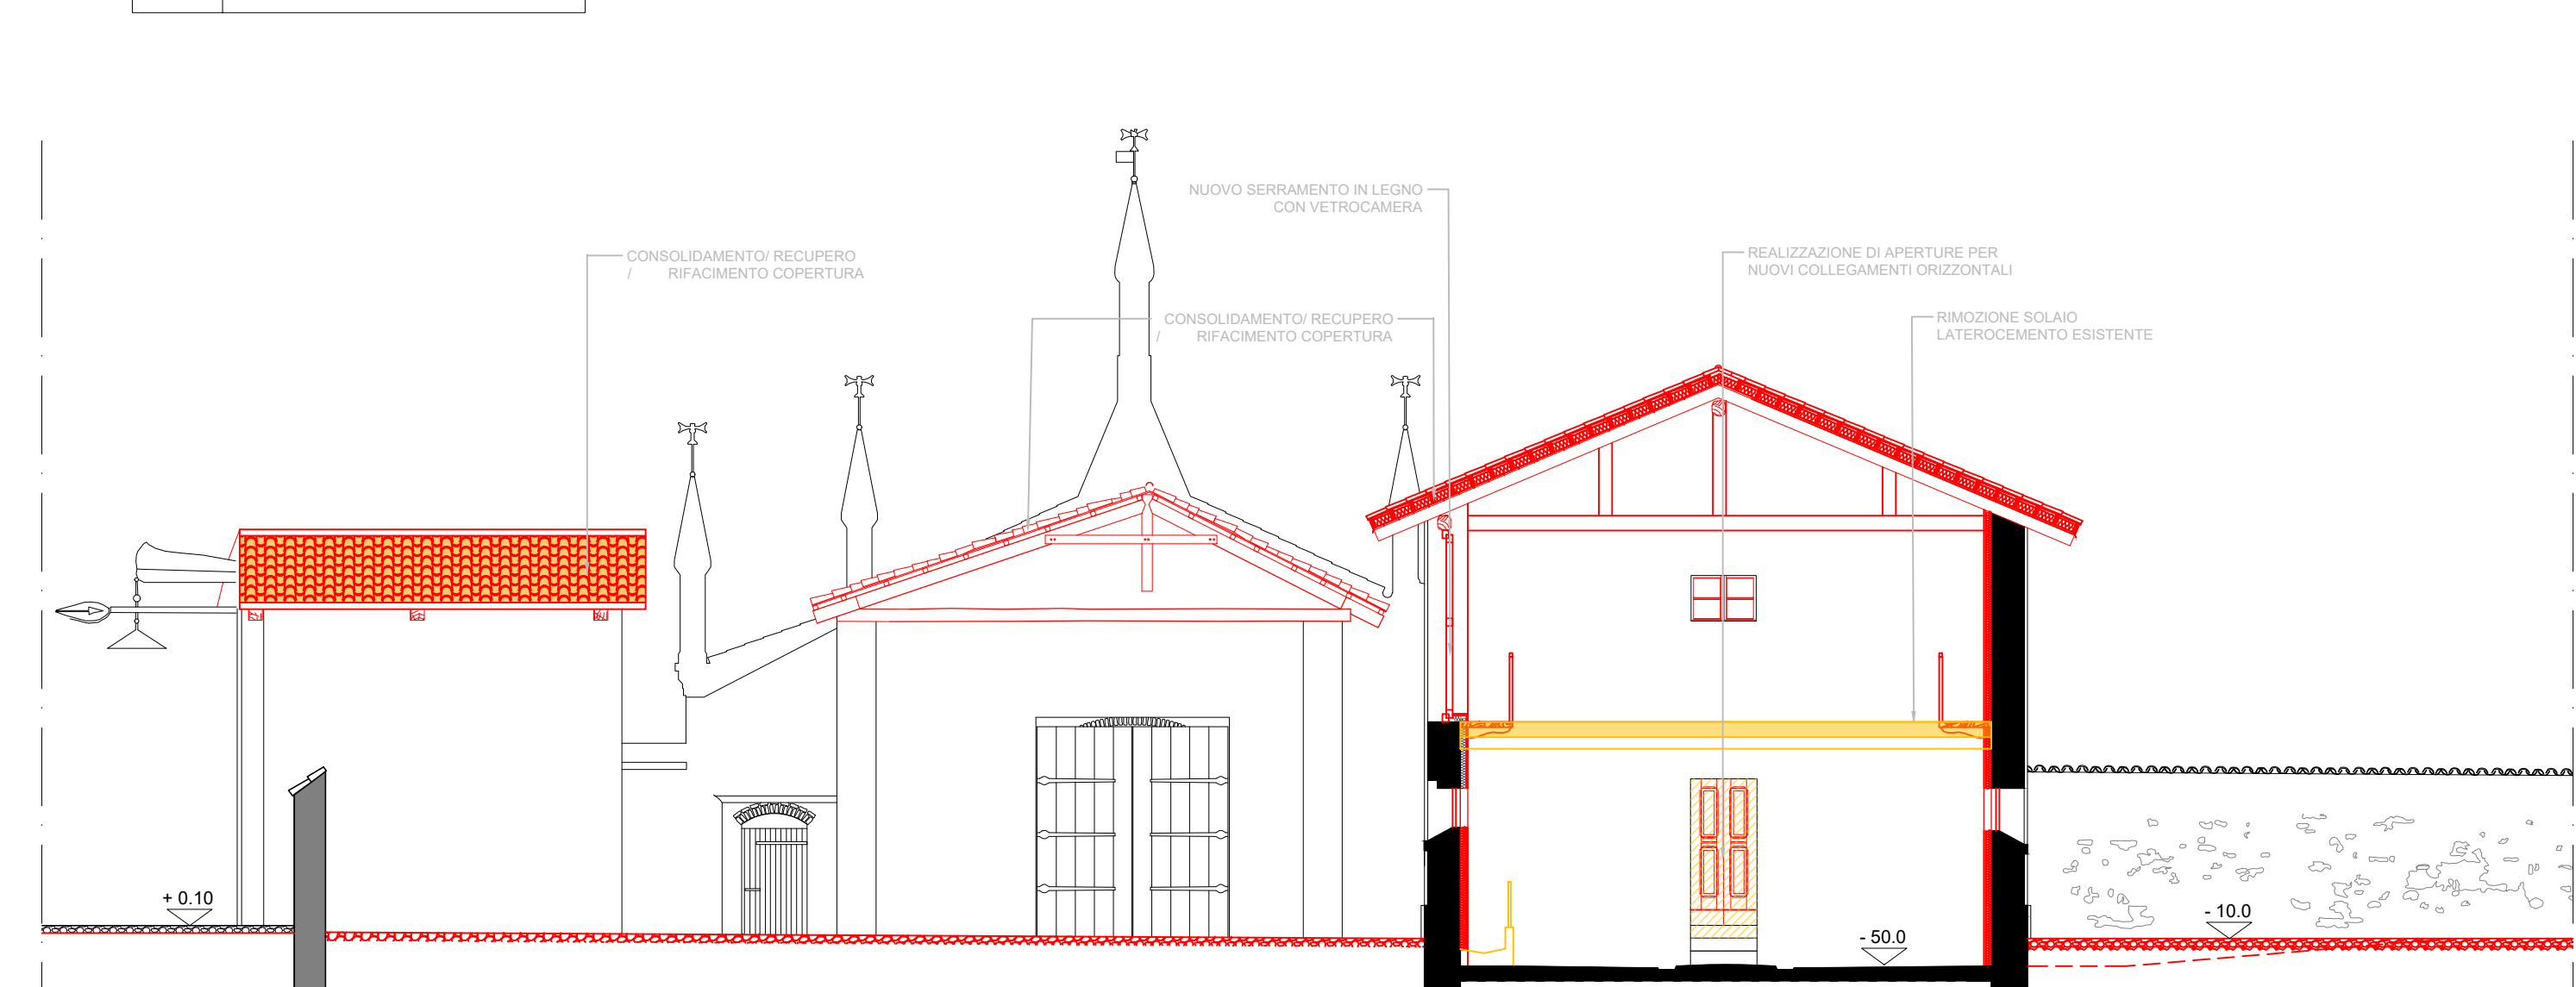 NUOVO SERRAMENTO IN LEGNO
CON VETROCAMERA
CONSOLIDAMENTO/ RECUPERO
/ RIFACIMENTO COPERTURA
REALIZZAZIONE DI APERTURE PER
NUOVI COLLEGAMENTI ORIZZONTALI
CONSOLIDAMENTO/ RECUPERO
/ RIFACIMENTO COPERTURA
RIMOZIONE SOLAIO
LATEROCEMENTO ESISTENTE
+ 0.10
- 10.0
- 50.0